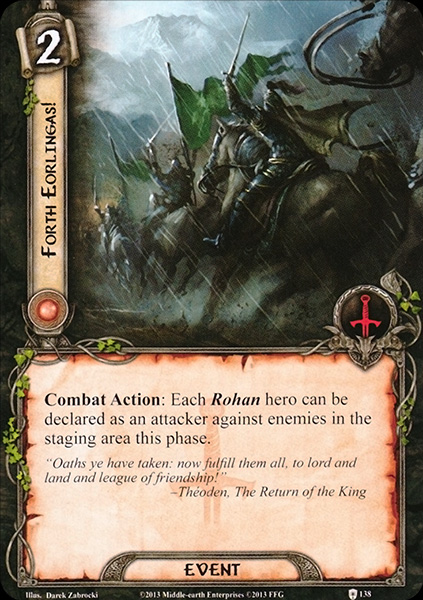 2
FORTH EORLINGAS!
Combat Action: Each Rohan hero can be
declared as an attacker against enemies in the
staging area this phase.
“Oaths ye have taken: now fulfill them all, to lord and
land and league of friendship!”
–Théoden, The Return of the King
EVENT
Illus. Darek Zabrocki
©2013 Middle-earth Enterprises ©2013 FFG
138